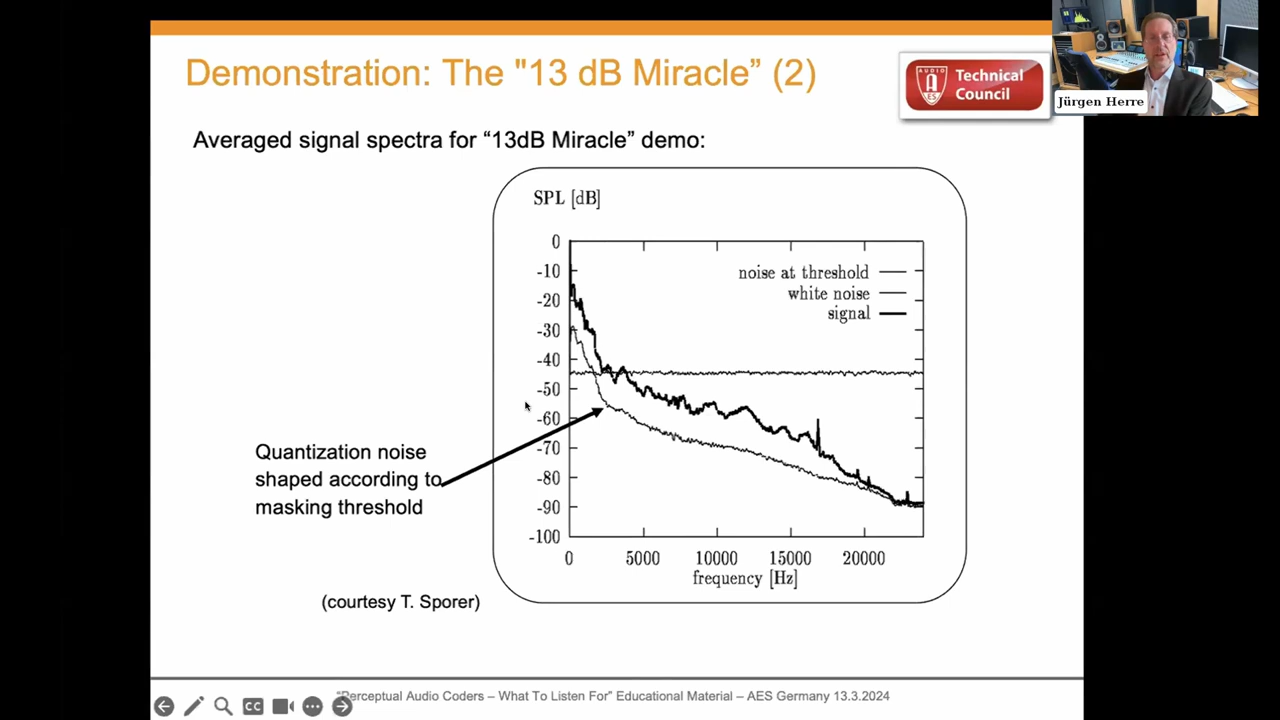 Demonstration: The "13 dB Miracle” (2)
AUDIO
AES
Technical
Council
Jürgen Herre
Averaged signal spectra for “13dB Miracle” demo:
SPL [dB]
0
-10
-20
-30
-40
-50
-60
-70
-80
-90
-100
noise at threshold
white noise
signal
0 5000 10000 15000 20000
frequency [Hz]
Quantization noise
shaped according to
masking threshold
(courtesy T. Sporer)
CC
“Perceptual Audio Coders – What To Listen For” Educational Material – AES Germany 13.3.2024